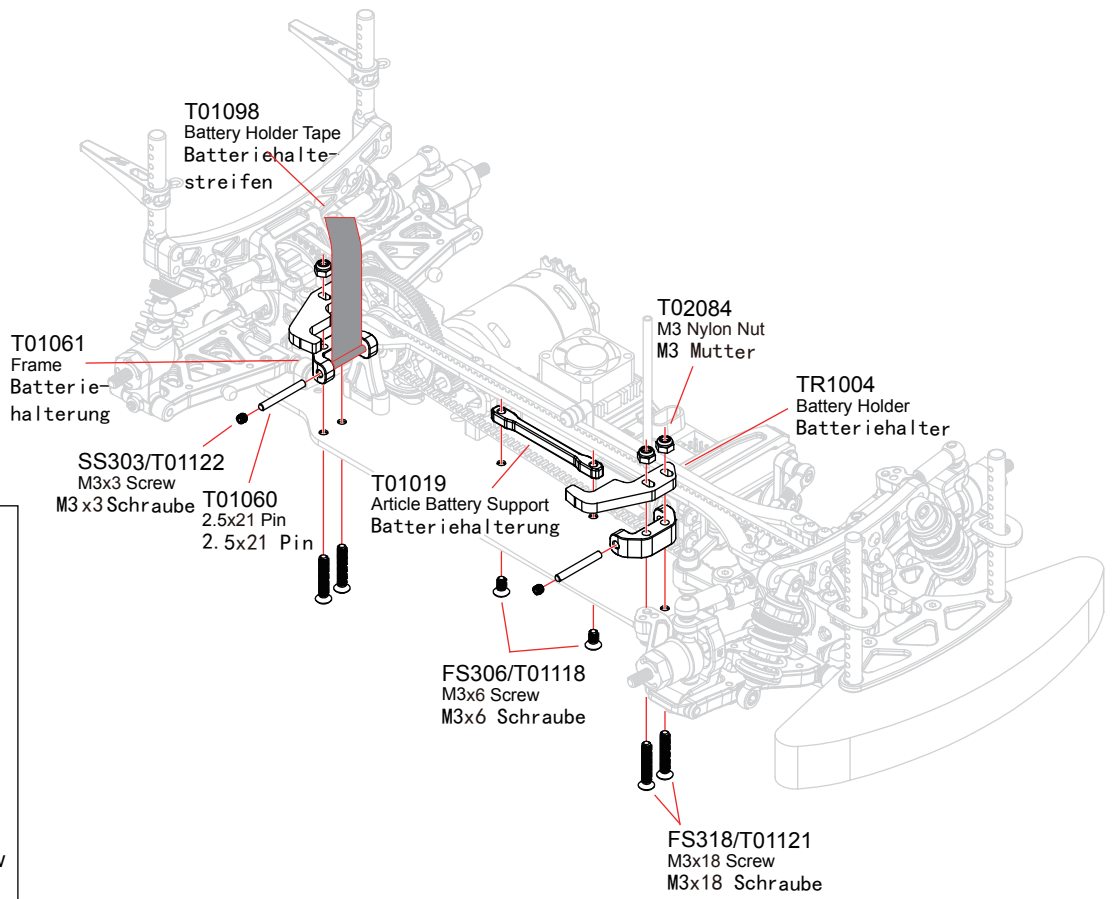 T01098
Battery Holder Tape
Batteriehalte-
streifen
T02084
M3 Nylon Nut
M3 Mutter
T01061
Frame
Batterie-
halterung
TR1004
Battery Holder
Batteriehalter
SS303/T01122
M3x3 Screw
M3x3 Schraube
T01060
2.5x21 Pin
2.5x21 Pin
T01019
Article Battery Support
Batteriehalterung
FS306/T01118
M3x6 Screw
M3x6 Schraube
FS318/T01121
M3x18 Screw
M3x18 Schraube